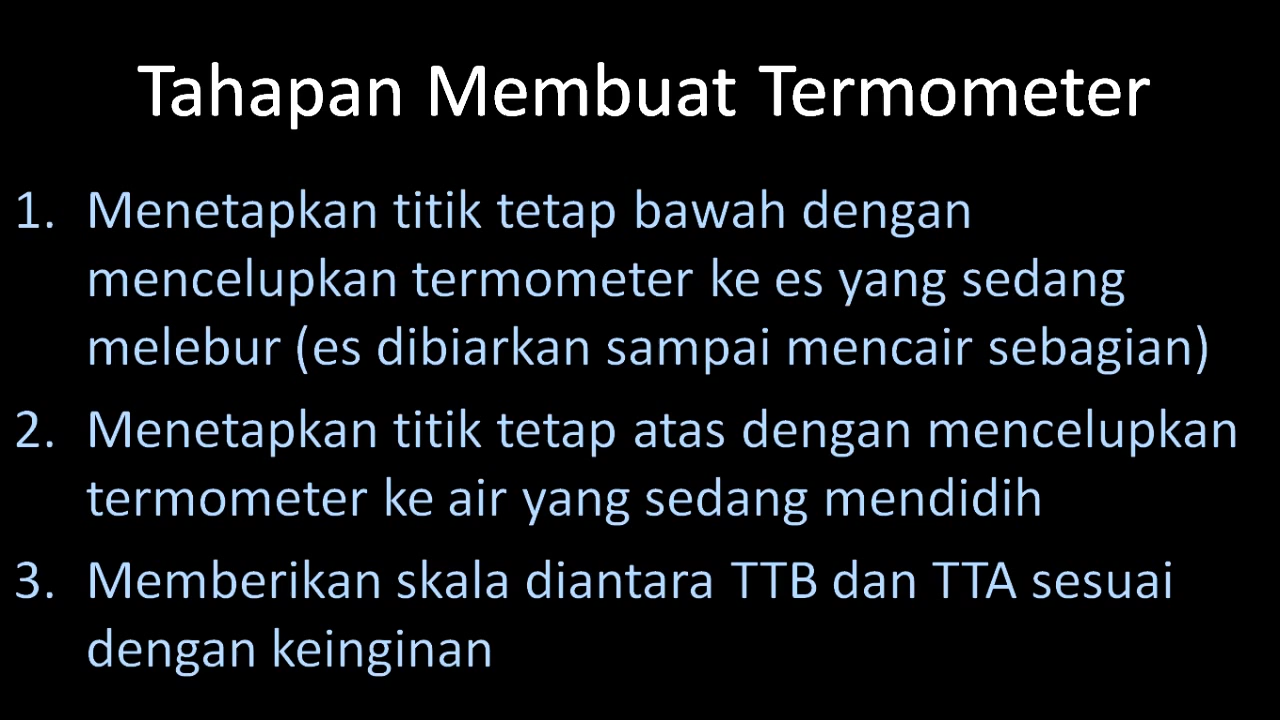 Tahapan Membuat Termometer
1. Menetapkan titik tetap bawah dengan
mencelupkan termometer ke es yang sedang
melebur (es dibiarkan sampai mencair sebagian)
2. Menetapkan titik tetap atas dengan mencelupkan
termometer ke air yang sedang mendidih
3. Memberikan skala diantara TTB dan TTA sesuai
dengan keinginan